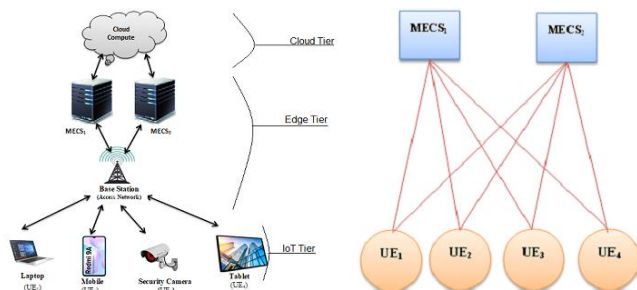 Cloud
Compute
Cloud Tier
MECS₁
MECS₂
Edge Tier
Base Station
(Access Network)
Redmi 9A
IoT Tier
Laptop
(UE₁)
Mobile
Security Camera
Tablet
(UE₄)
MECS₁
MECS₂
UE₁
UE₂
UE₃
UE₄